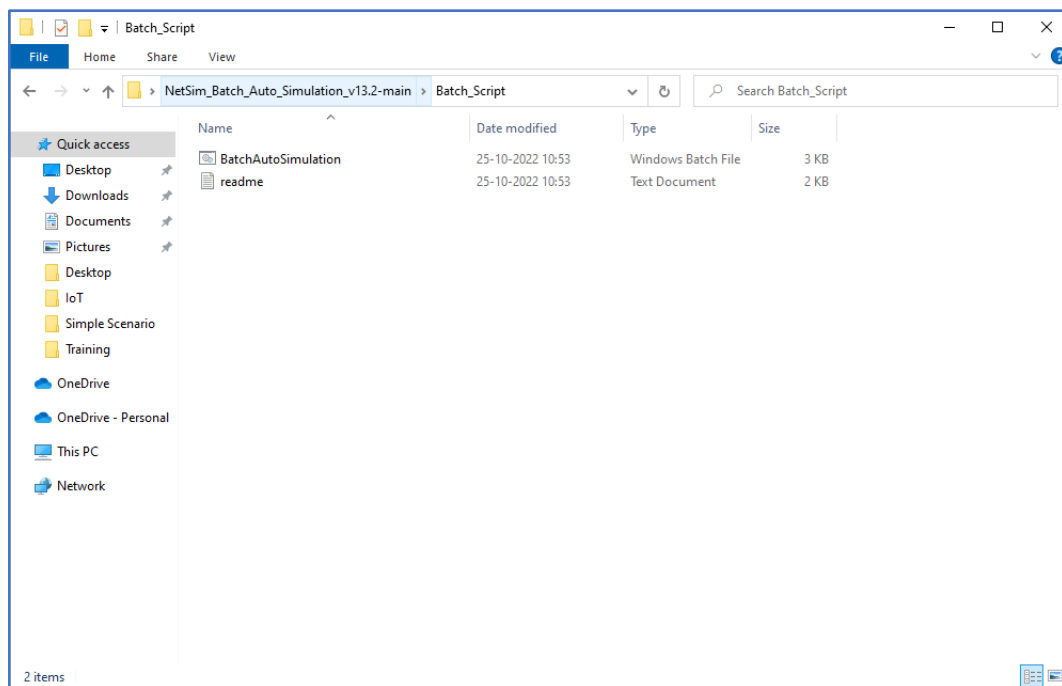 Batch_Script
File Home Share View
NetSim_Batch_Auto_Simulation_v13.2-main Batch_Script Search Batch_Script
Name Date modified Type Size
Quick access
BatchAutoSimulation 25-10-2022 10:53 Windows Batch File 3 KB
Desktop
readme 25-10-2022 10:53 Text Document 2 KB
Downloads
Documents
Pictures
Desktop
IoT
Simple Scenario
Training
OneDrive
OneDrive - Personal
This PC
Network
2 items